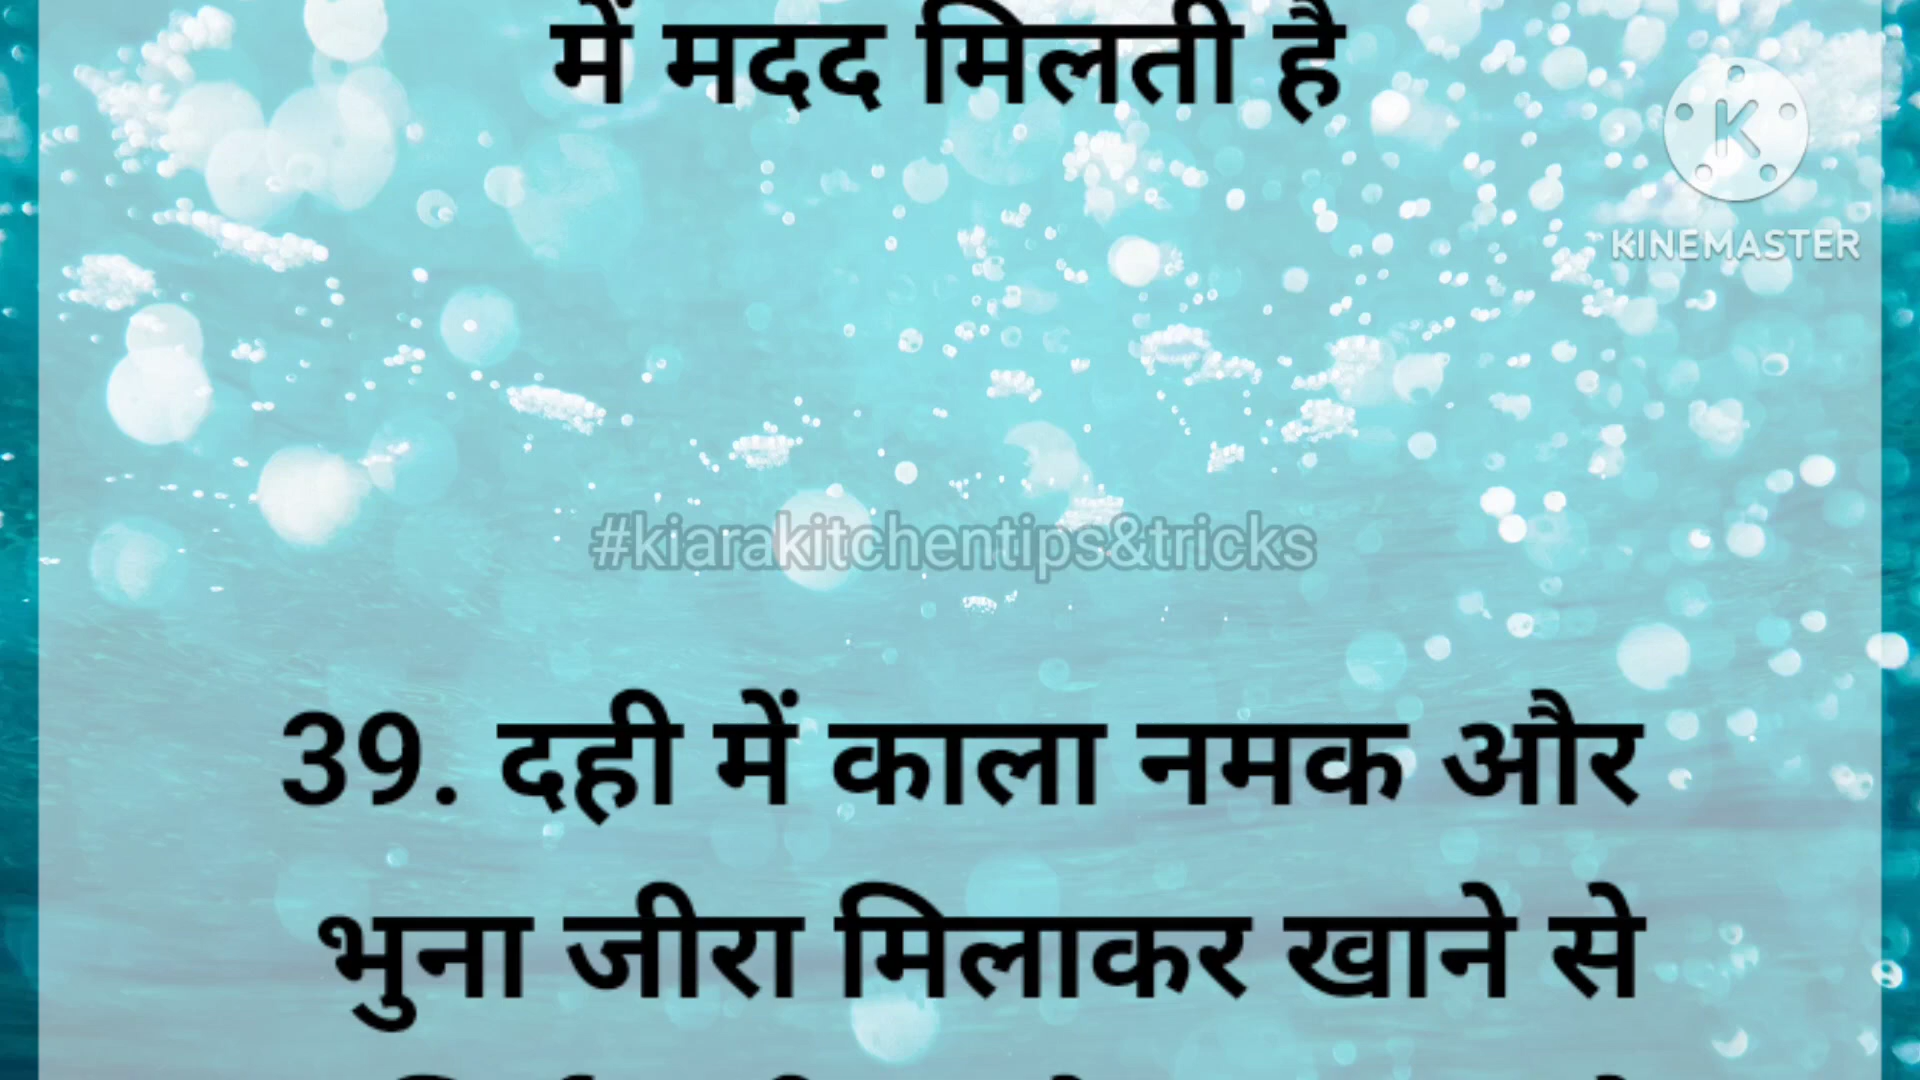 में मदद मिलती है
KINEMASTER
#kiarakitchentips&tricks
39. दही में काला नमक और
भुना जीरा मिलाकर खाने से